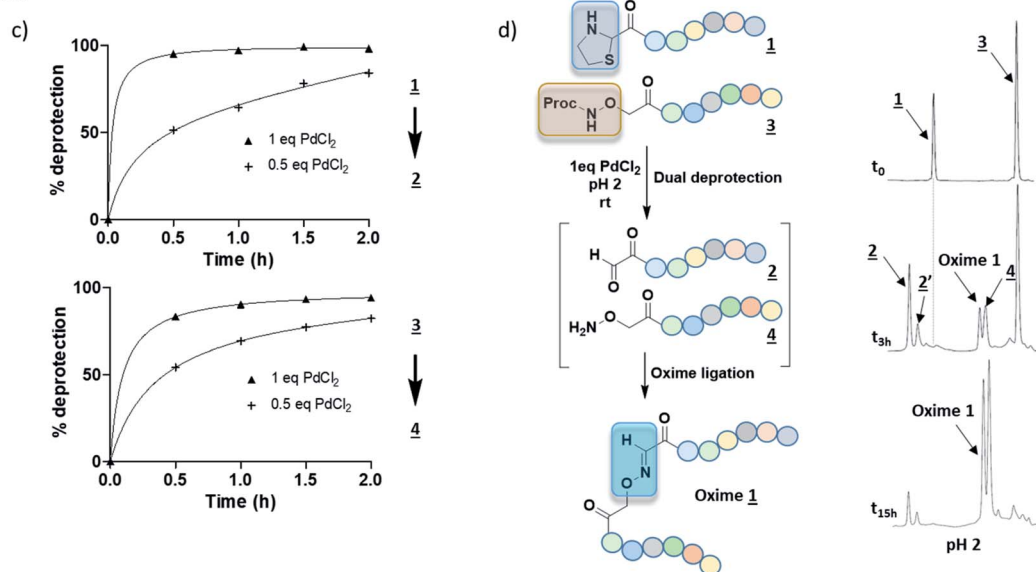 c)
% deprotection
100
50
0
0.0
0.5
1.0
1.5
2.0
Time (h)
1 eq PdCl2
0.5 eq PdCl2
1
2
% deprotection
100
50
0
0.0
0.5
1.0
1.5
2.0
Time (h)
1 eq PdCl2
0.5 eq PdCl2
3
4
d)
H
N
S
O
1
Proc
N
H
O
O
3
1eq PdCl2
pH 2
rt
Dual deprotection
H
O
O
2
H2N
O
O
4
Oxime ligation
H
O
N
O
O
Oxime 1
1
3
t0
2
2'
Oxime 1
4
t3h
Oxime 1
t15h
pH 2